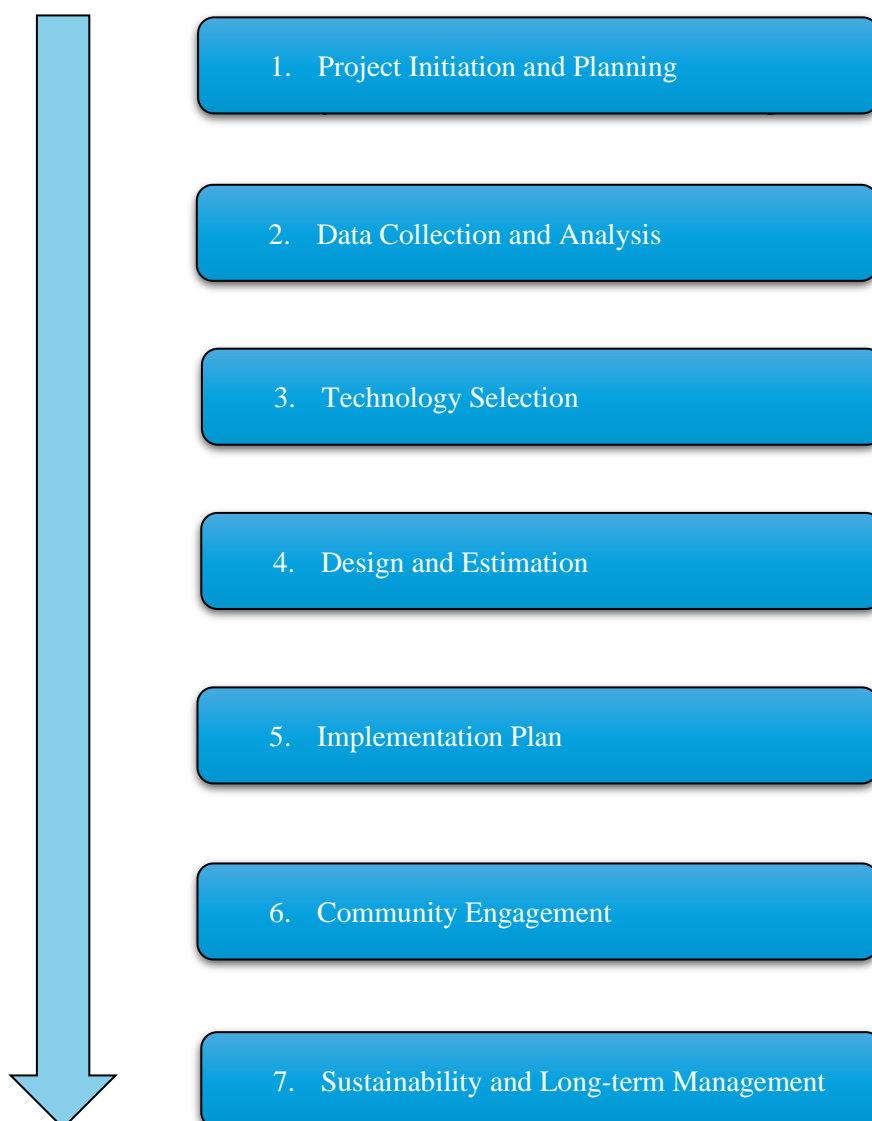 1. Project Initiation and Planning
2. Data Collection and Analysis
3. Technology Selection
4. Design and Estimation
5. Implementation Plan
6. Community Engagement
7. Sustainability and Long-term Management